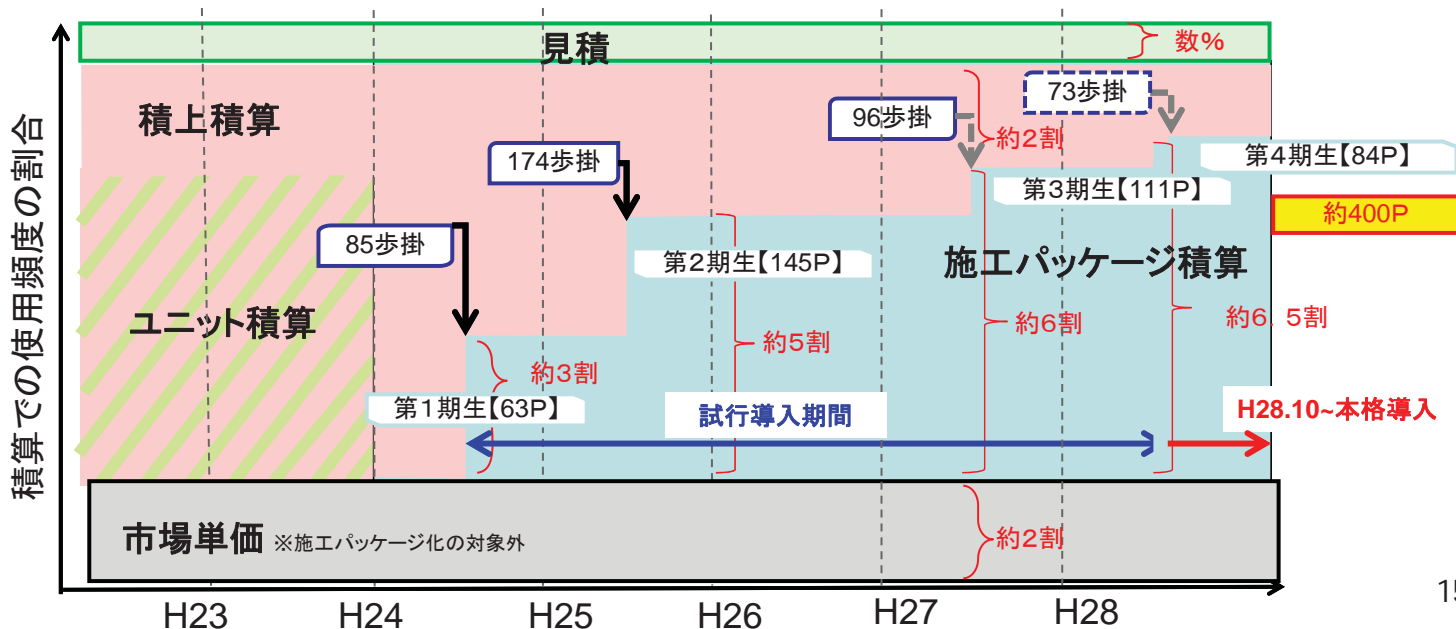 積算での使用頻度の割合
見積
数%
積上積算
73歩掛
96歩掛
約2割
174歩掛
第4期生【84P】
第3期生【111P】
約400P
85歩掛
第2期生【145P】
施工パッケージ積算
ユニット積算
約5割
約6割
約6.5割
約3割
第1期生【63P】
試行導入期間
H28.10~本格導入
市場単価 ※施工パッケージ化の対象外
約2割
15
H23 H24 H25 H26 H27 H28